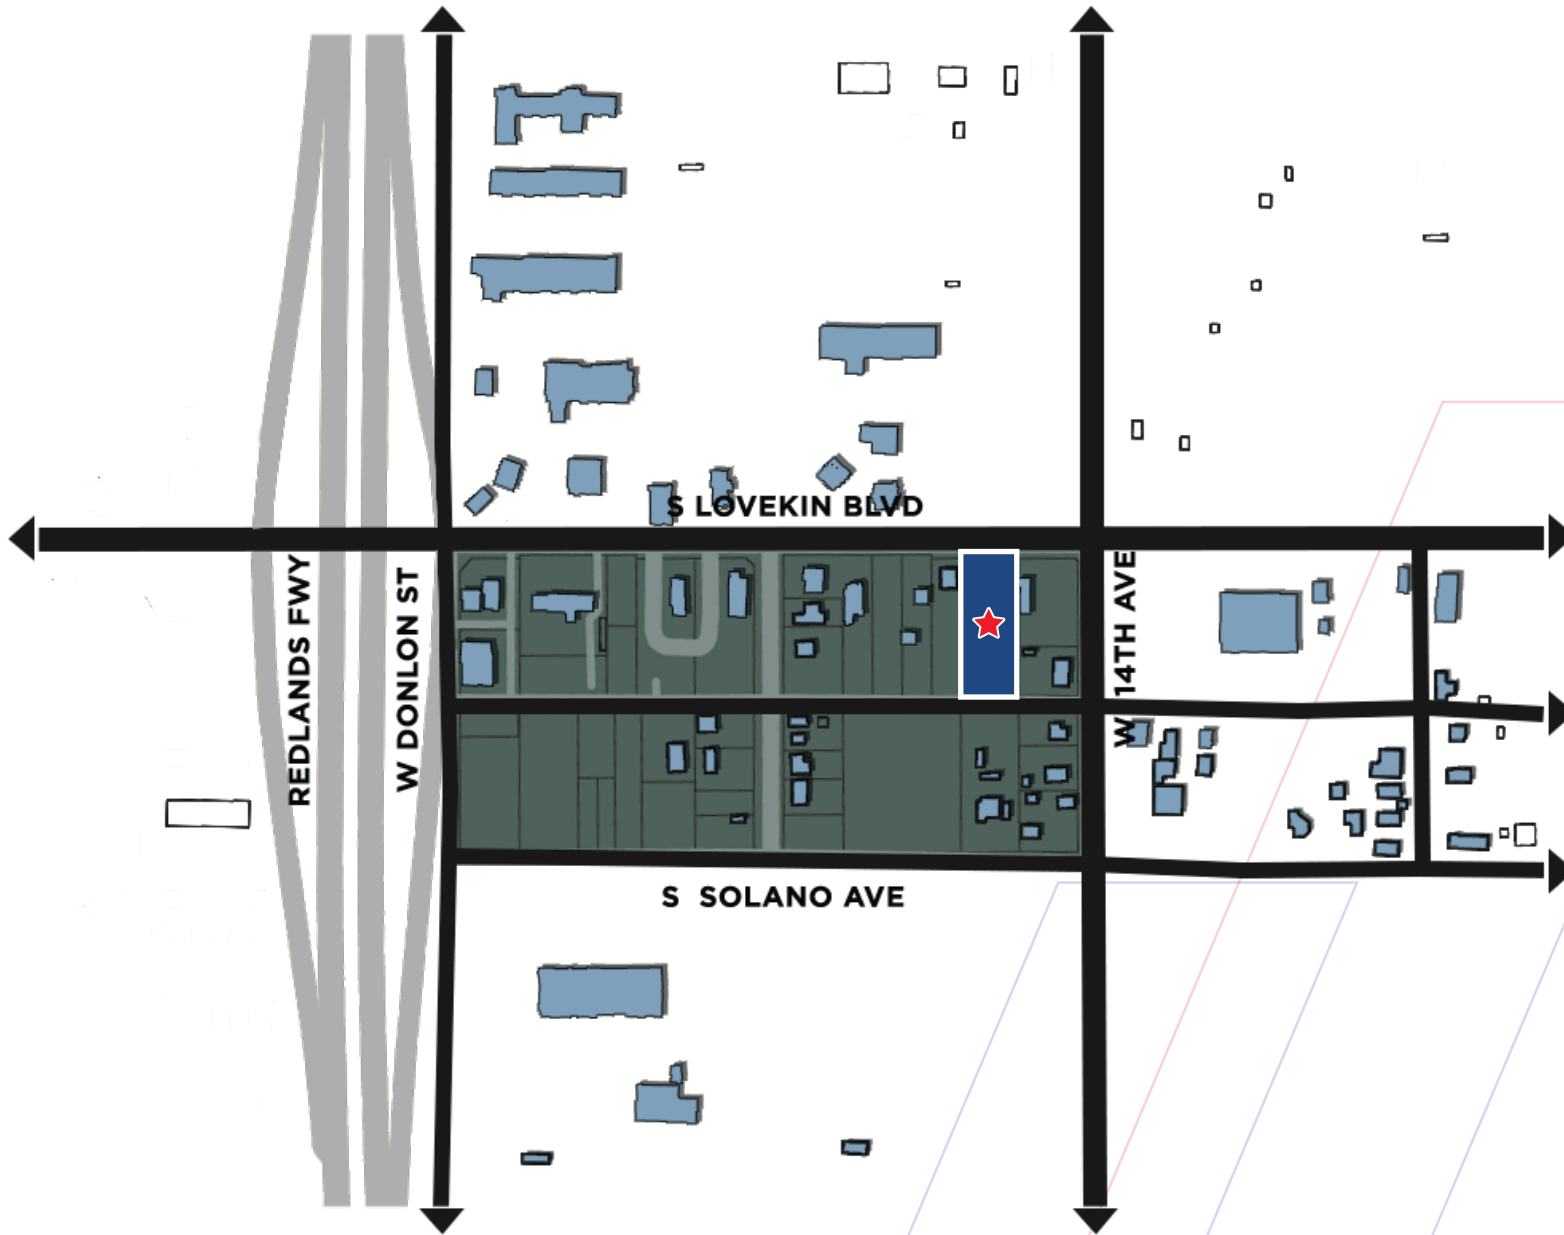 S LOVEKIN BLVD
REDLANDS FWY
W DONLON ST
W 14TH AVE
S SOLANO AVE